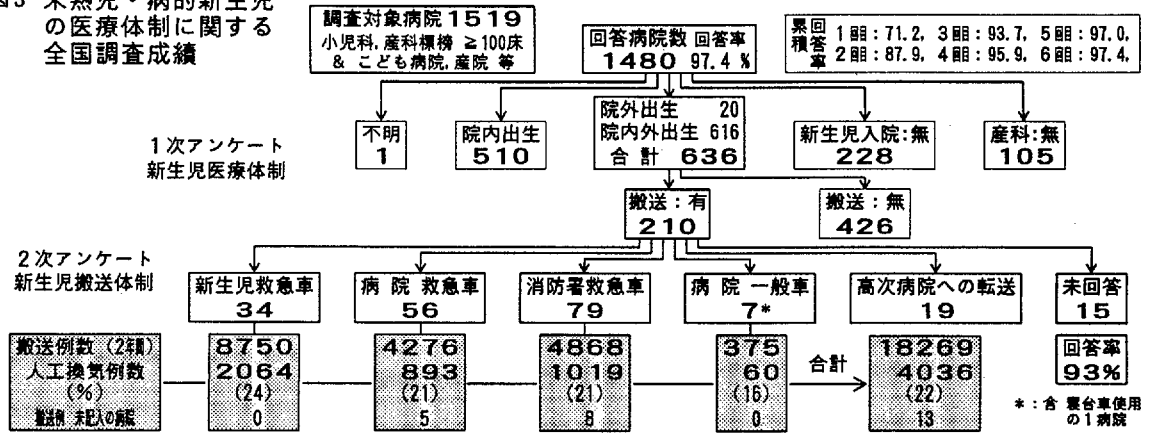 図3 未熟児・病的新生児
の医療体制に関する
全国調査成績
調査対象病院 1519
小児科,産科標榜 ≧100床
& こども病院,産院 等
回答病院数 回答率
1480 97.4 %
累積回答率
1回目:71.2, 3回目:93.7, 5回目:97.0,
2回目:87.9, 4回目:95.9, 6回目:97.4,
1次アンケート
新生児医療体制
不明
1
院内出生
510
院外出生 20
院内外出生 616
合計 636
新生児入院:無
228
産科:無
105
搬送:有
210
搬送:無
426
2次アンケート
新生児搬送体制
新生児救急車
34
病院 救急車
56
消防署救急車
79
病院 一般車
7*
高次病院への転送
19
未回答
15
搬送例数 (2年間)
人工換気例数
(%)
搬送例 未記入の病院
8750
2064
(24)
0
4276
893
(21)
5
4868
1019
(21)
8
375
60
(16)
0
合計
18269
4036
(22)
13
回答率
93%
*:含 寝台車使用
の1病院